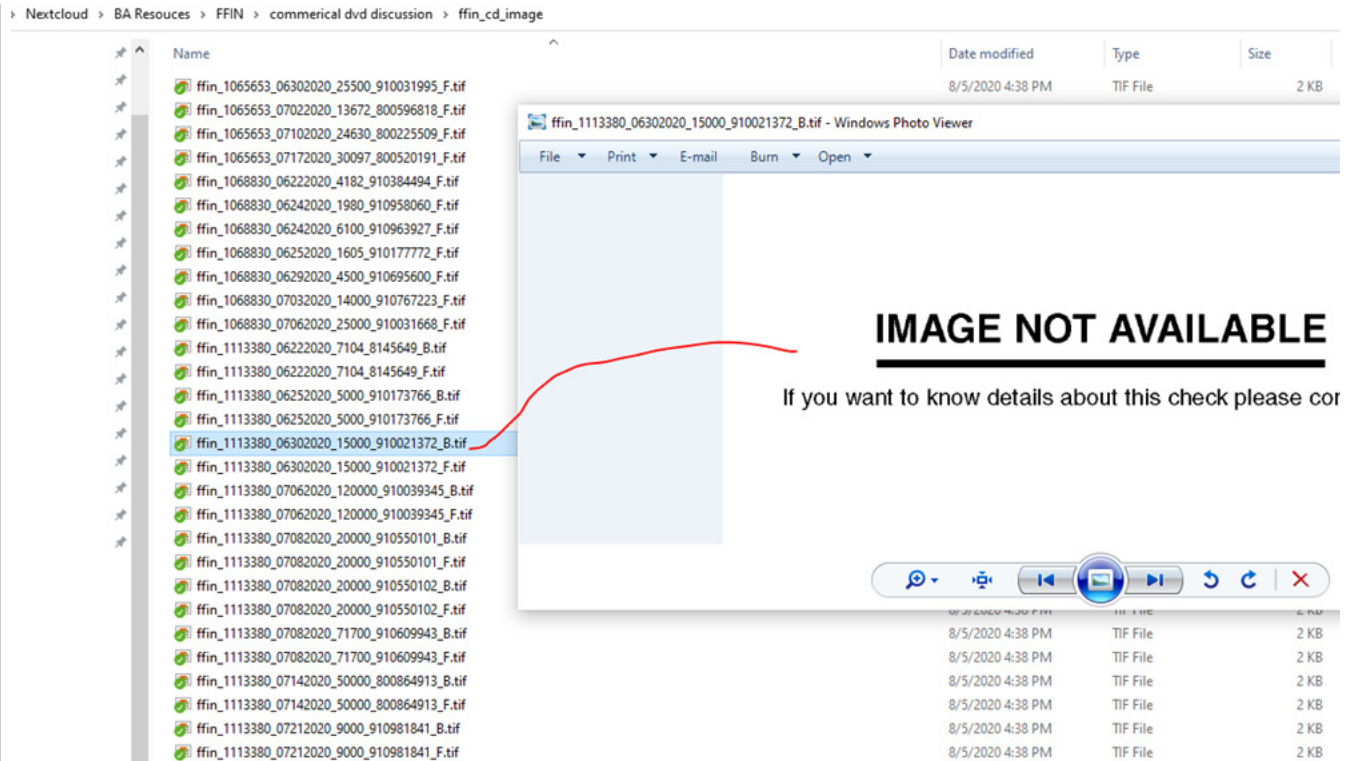 › Nextcloud › BA Resouces › FFIN › commerical dvd discussion › ffin_cd_image
Name Date modified Type Size
ffin_1065653_06302020_25500_910031995_F.tif 8/5/2020 4:38 PM TIF File 2 KB
ffin_1065653_07022020_13672_800596818_F.tif
ffin_1065653_07102020_24630_800225509_F.tif
ffin_1065653_07172020_30097_800520191_F.tif
ffin_1068830_06222020_4182_910384494_F.tif
ffin_1068830_06242020_1980_910958060_F.tif
ffin_1068830_06242020_6100_910963927_F.tif
ffin_1068830_06252020_1605_910177772_F.tif
ffin_1068830_06292020_4500_910695600_F.tif
ffin_1068830_07032020_14000_910767223_F.tif
ffin_1068830_07062020_25000_910031668_F.tif
ffin_1113380_06222020_7104_8145649_B.tif
ffin_1113380_06222020_7104_8145649_F.tif
ffin_1113380_06252020_5000_910173766_B.tif
ffin_1113380_06252020_5000_910173766_F.tif
ffin_1113380_06302020_15000_910021372_B.tif
ffin_1113380_06302020_15000_910021372_F.tif
ffin_1113380_07062020_120000_910039345_B.tif
ffin_1113380_07062020_120000_910039345_F.tif
ffin_1113380_07082020_20000_910550101_B.tif
ffin_1113380_07082020_20000_910550101_F.tif
ffin_1113380_07082020_20000_910550102_B.tif
ffin_1113380_07082020_20000_910550102_F.tif
ffin_1113380_07082020_71700_910609943_B.tif 8/5/2020 4:38 PM TIF File 2 KB
ffin_1113380_07082020_71700_910609943_F.tif 8/5/2020 4:38 PM TIF File 2 KB
ffin_1113380_07142020_50000_800864913_B.tif 8/5/2020 4:38 PM TIF File 2 KB
ffin_1113380_07142020_50000_800864913_F.tif 8/5/2020 4:38 PM TIF File 2 KB
ffin_1113380_07212020_9000_910981841_B.tif 8/5/2020 4:38 PM TIF File 2 KB
ffin_1113380_07212020_9000_910981841_F.tif 8/5/2020 4:38 PM TIF File 2 KB
ffin_1113380_06302020_15000_910021372_B.tif - Windows Photo Viewer
File Print E-mail Burn Open
IMAGE NOT AVAILABLE
If you want to know details about this check please cor